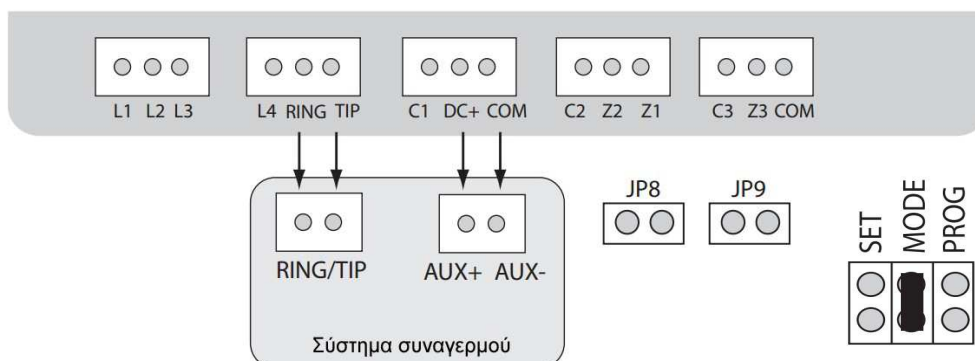 L1 L2 L3
L4 RING TIP
C1 DC+ COM
C2 Z2 Z1
C3 Z3 COM
JP8
JP9
SET
MODE
PROG
RING/TIP
AUX+ AUX-
Σύστημα συναγερμού